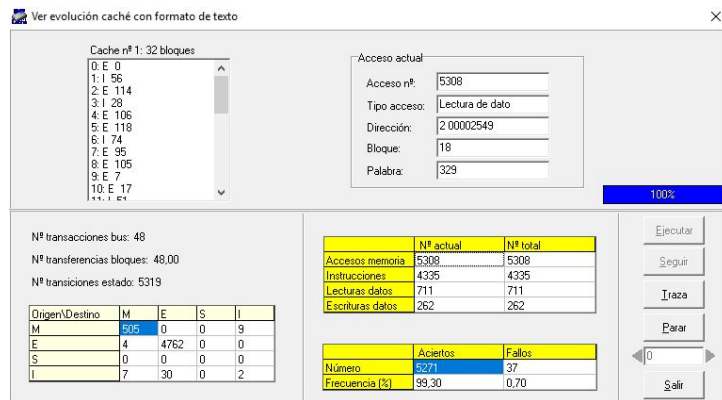 Ver evolución caché con formato de texto
Cache nº 1: 32 bloques
0: E 0
1: I 56
2: E 114
3: I 28
4: E 106
5: E 118
6: I 74
7: E 95
8: E 105
9: E 7
10: E 17
11: I 51
Acceso actual
Acceso nº: 5308
Tipo acceso: Lectura de dato
Dirección: 2 00002549
Bloque: 18
Palabra: 329
100%
Nº transacciones bus: 48
Nº transferencias bloques: 48,00
Nº transiciones estado: 5319
Origen\Destino M E S I
M 505 0 0 9
E 4 4762 0 0
S 0 0 0 0
I 7 30 0 2
Nº actual Nº total
Accesos memoria 5308 5308
Instrucciones 4335 4335
Lecturas datos 711 711
Escrituras datos 262 262
Aciertos Fallos
Número 5271 37
Frecuencia (%) 99,30 0,70
Ejecutar
Seguir
Traza
Parar
0
Salir